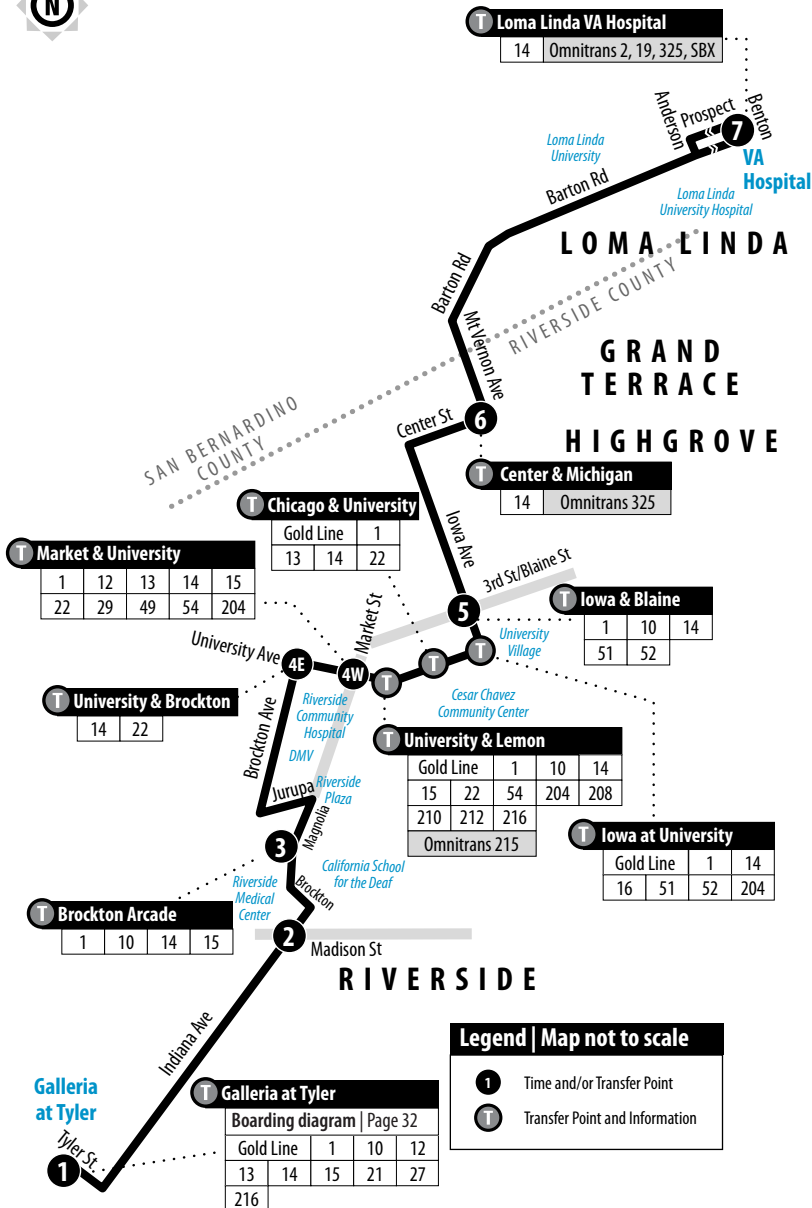 N
T Loma Linda VA Hospital
14 Omnitrans 2, 19, 325, SBX
Anderson
Prospect
Benton
7
VA
Hospital
Loma Linda
University
Barton Rd
Loma Linda
University Hospital
LOMA LINDA
Barton Rd
RIVERSIDE COUNTY
Mt Vernon Ave
GRAND
TERRACE
SAN BERNARDINO
COUNTY
Center St
6
HIGHGROVE
T Center & Michigan
14 Omnitrans 325
T Chicago & University
Gold Line 1
13 14 22
Iowa Ave
T Market & University
1 12 13 14 15
22 29 49 54 204
3rd St/Blaine St
Market St
5
T Iowa & Blaine
1 10 14
51 52
University Ave
4E
4W
T
T
T
University
Village
T University & Brockton
14 22
Brockton Ave
Riverside
Community
Hospital
DMV
Cesar Chavez
Community Center
T University & Lemon
Gold Line 1 10 14
15 22 54 204 208
210 212 216
Omnitrans 215
Jurupa
Riverside
Plaza
Magnolia
T Iowa at University
Gold Line 1 14
16 51 52 204
3
California School
for the Deaf
Riverside
Medical
Center
Brockton
T Brockton Arcade
1 10 14 15
2
Madison St
RIVERSIDE
Indiana Ave
Legend | Map not to scale
1 Time and/or Transfer Point
T Transfer Point and Information
Galleria
at Tyler
Tyler St
1
T Galleria at Tyler
Boarding diagram | Page 32
Gold Line 1 10 12
13 14 15 21 27
216